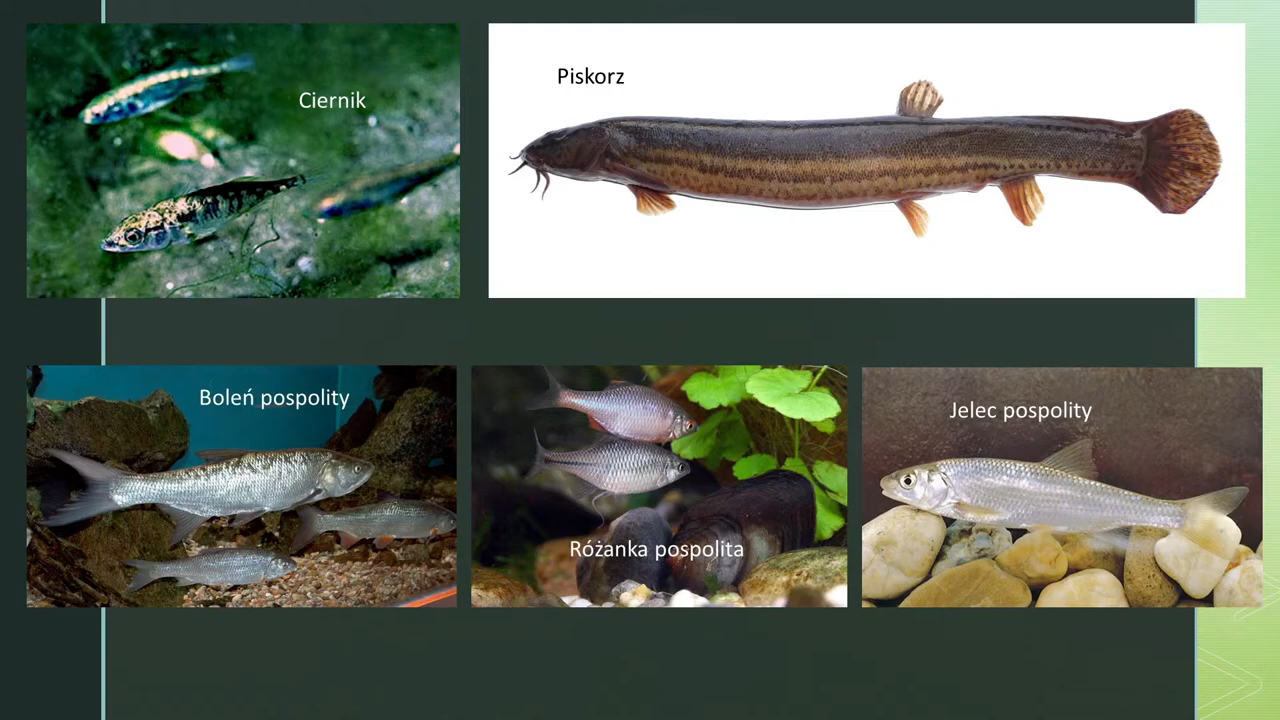 Ciernik
Piskorz
Boleń pospolity
Różanka pospolita
Jelec pospolity